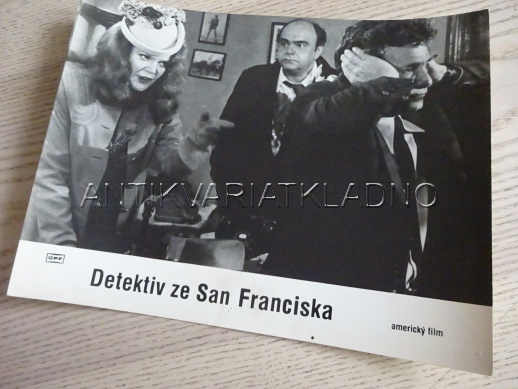 ANTIKVARIATKLADNO
ÚPF
Detektiv ze San Franciska
americký film